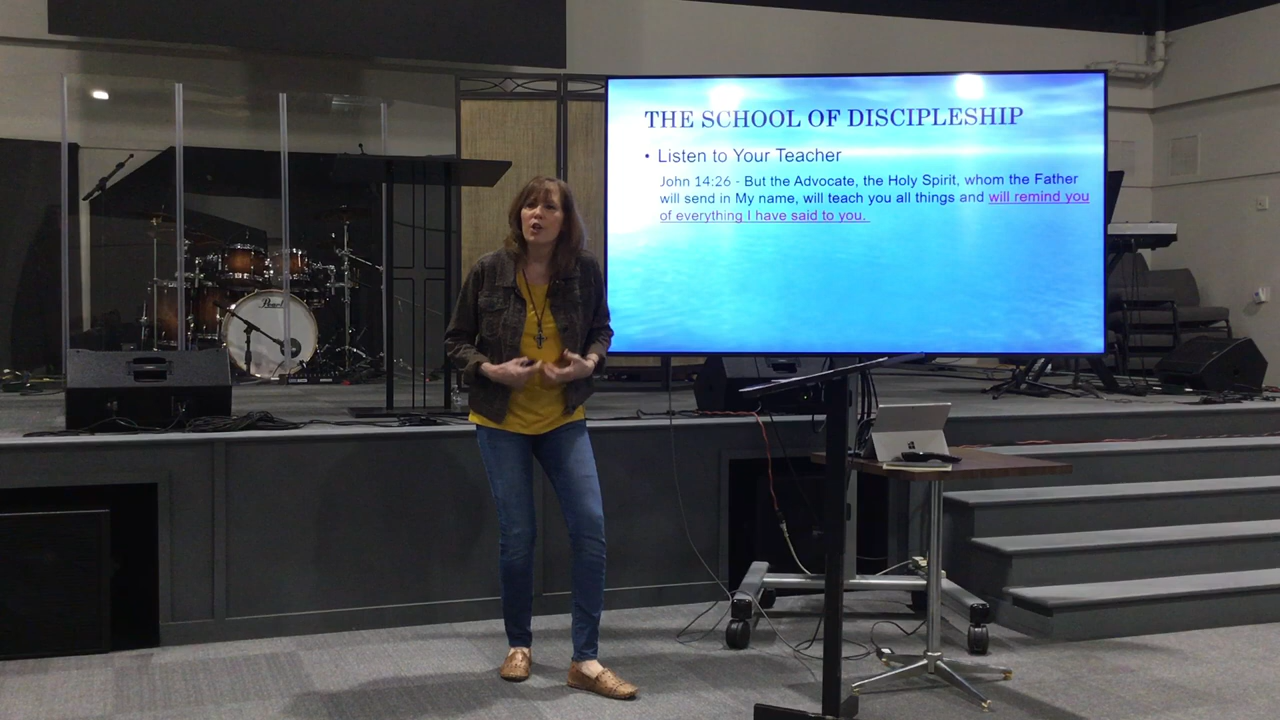 THE SCHOOL OF DISCIPLESHIP
• Listen to Your Teacher
John 14:26 - But the Advocate, the Holy Spirit, whom the Father
will send in My name, will teach you all things and will remind you
of everything I have said to you.
Pearl